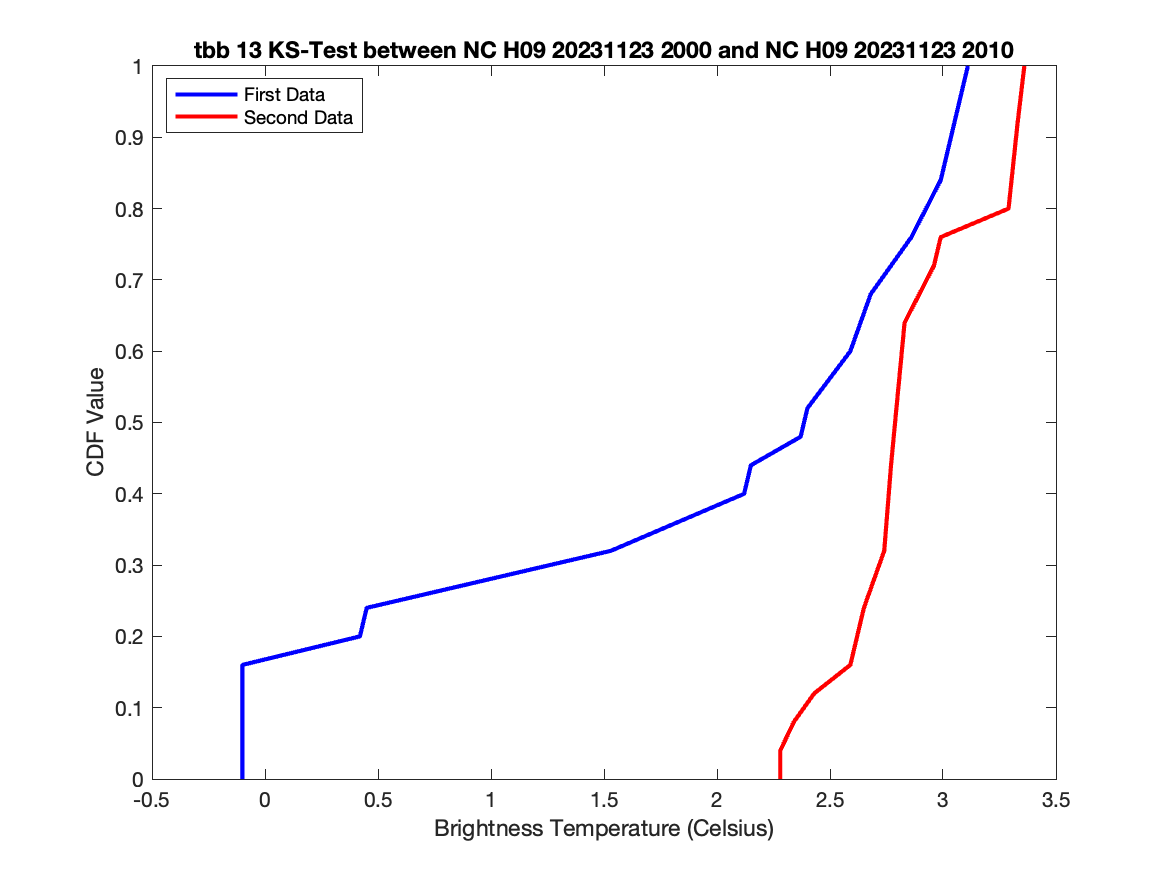 tbb 13 KS-Test between NC H09 20231123 2000 and NC H09 20231123 2010
First Data
Second Data
CDF Value
1
0.9
0.8
0.7
0.6
0.5
0.4
0.3
0.2
0.1
0
-0.5 0 0.5 1 1.5 2 2.5 3 3.5
Brightness Temperature (Celsius)